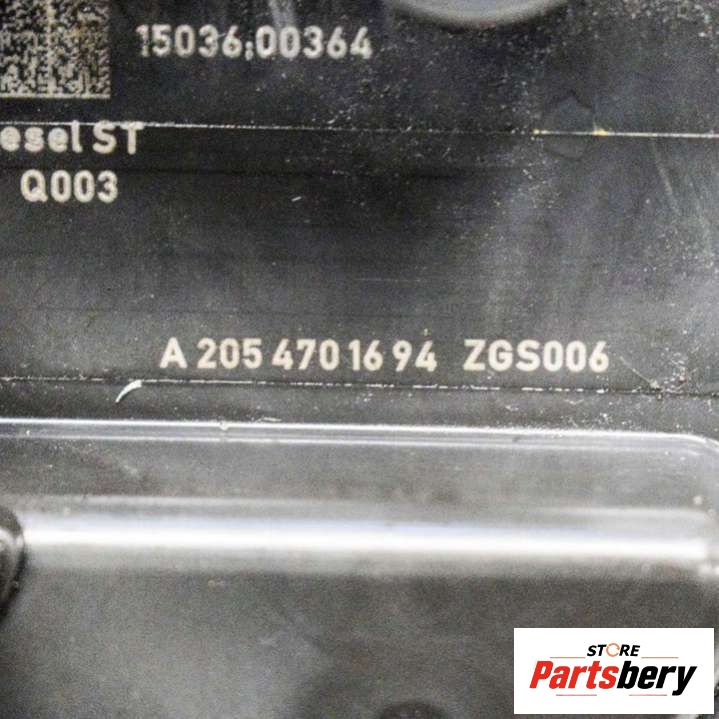 15036;00364
esel ST
Q003
A 205 470 16 94 ZGS006
STORE
Partsbery